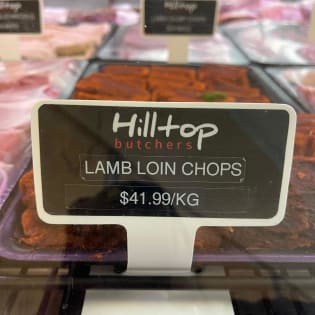 Hilltop
butchers
LAMB LOIN CHOPS
$41.99/KG